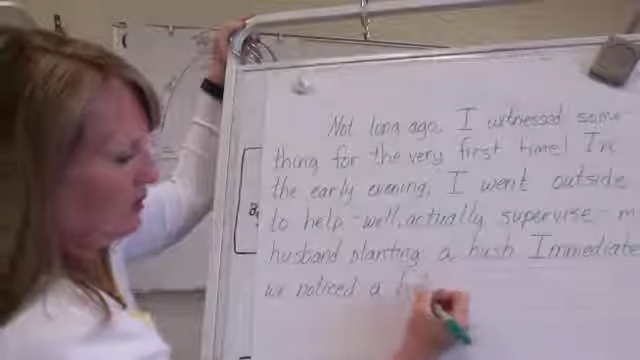 Not long ago, I witnessed some
thing for the very first time! In
the early evening, I went outside
to help - well, actually supervise - m
husband planting a bush Immediate
we noticed a